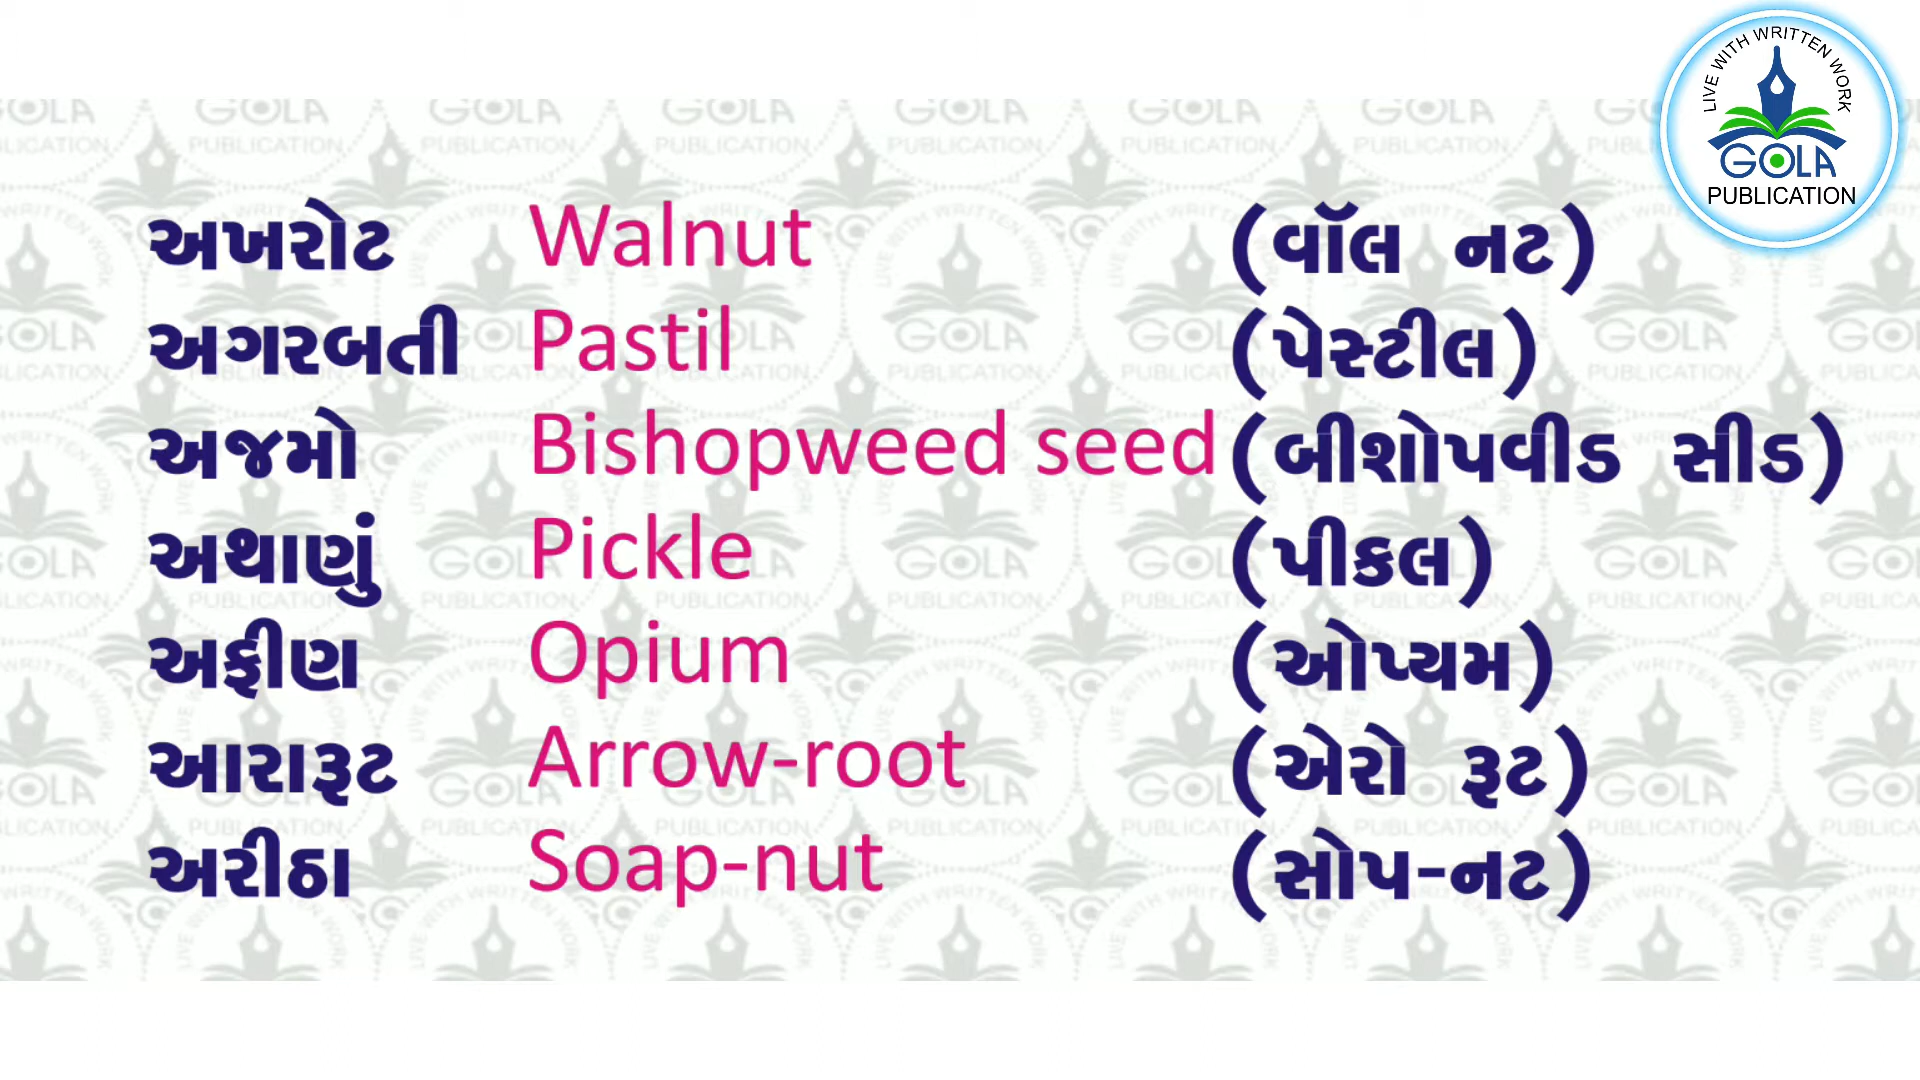 LIVE WITH WRITTEN WORK
GOLA
PUBLICATION
અખરોટ Walnut (વૉલ નટ)
અગરબતી Pastil (પેસ્ટીલ)
અજમો Bishopweed seed (બીશોપવીડ સીડ)
અથાણું Pickle (પીકલ)
અફીણ Opium (ઓપ્યમ)
આરારૂટ Arrow-root (એરો રૂટ)
અરીઠા Soap-nut (સોપ-નટ)